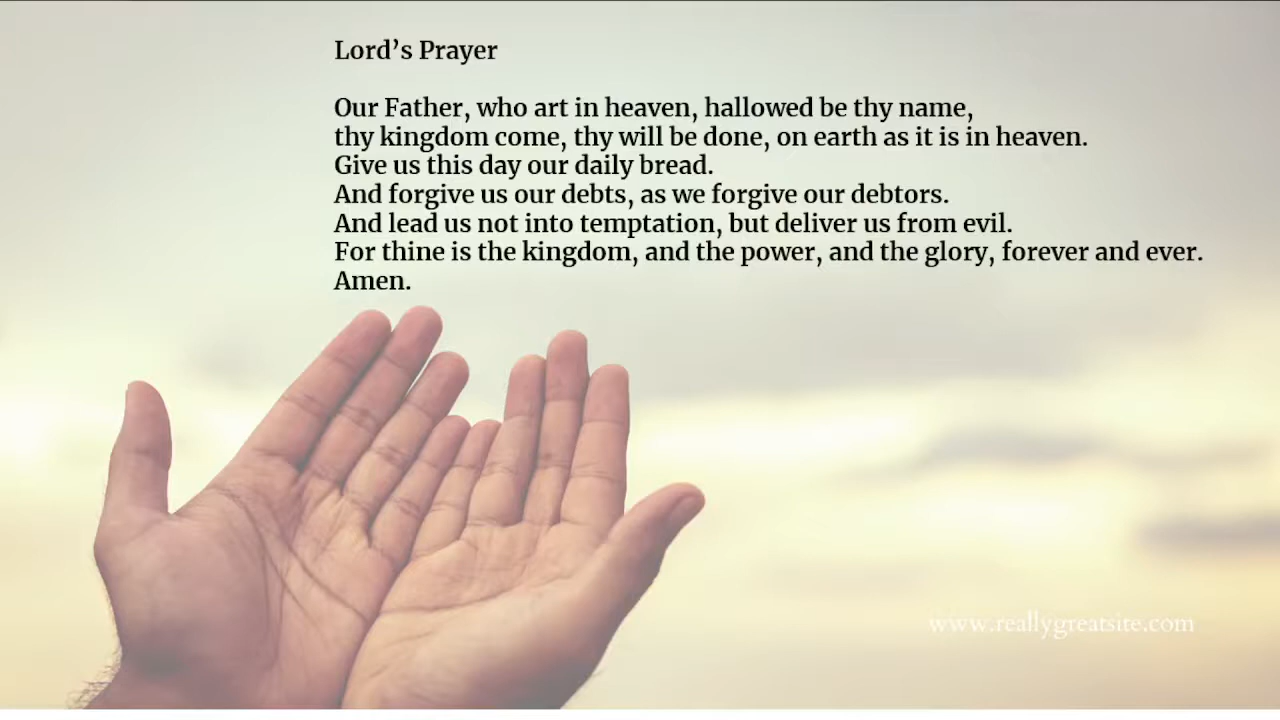 Lord’s Prayer
Our Father, who art in heaven, hallowed be thy name,
thy kingdom come, thy will be done, on earth as it is in heaven.
Give us this day our daily bread.
And forgive us our debts, as we forgive our debtors.
And lead us not into temptation, but deliver us from evil.
For thine is the kingdom, and the power, and the glory, forever and ever.
Amen.
www.reallygreatsite.com